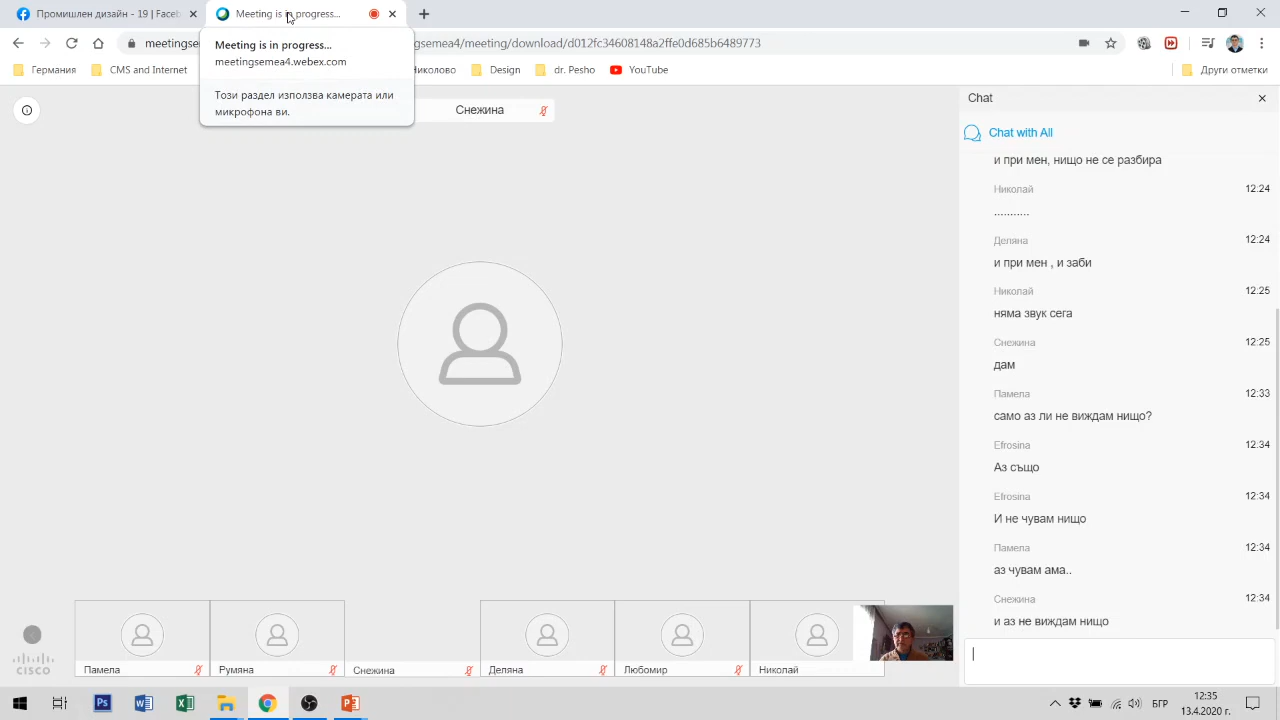 Промишлен дизайн - 19 | Faceb
Meeting is in progress...
meetingse
semea4/meeting/download/d012fc34608148a2ffe0d685b6489773
Meeting is in progress...
meetingsemea4.webex.com
Този раздел използва камерата или
микрофона ви.
Германия
CMS and Internet
Николово
Design
dr. Pesho
YouTube
Други отметки
Снежина
Chat
Chat with All
и при мен, нищо не се разбира
Николай 12:24
...........
Деляна 12:24
и при мен , и заби
Николай 12:25
няма звук сега
Снежина 12:25
дам
Памела 12:33
само аз ли не виждам нищо?
Efrosina 12:34
Аз също
Efrosina 12:34
И не чувам нищо
Памела 12:34
аз чувам ама..
Снежина 12:34
и аз не виждам нищо
CISCO
Памела
Румяна
Снежина
Деляна
Любомир
Николай
Ps
БГР
12:35
13.4.2020 г.